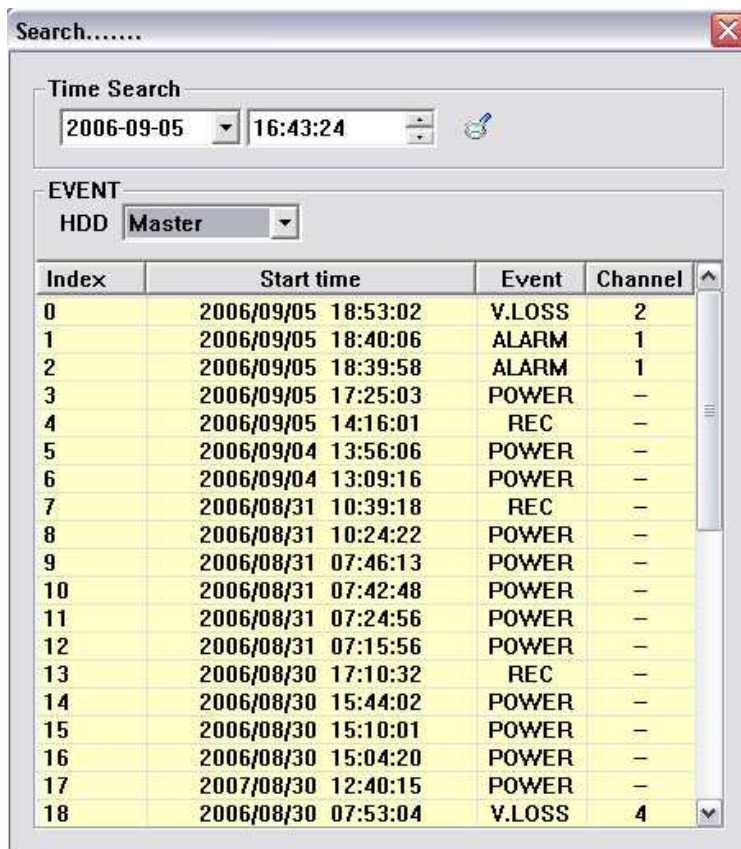 Search.......
Time Search
2006-09-05 16:43:24
EVENT
HDD Master
Index Start time Event Channel
0 2006/09/05 18:53:02 V.LOSS 2
1 2006/09/05 18:40:06 ALARM 1
2 2006/09/05 18:39:58 ALARM 1
3 2006/09/05 17:25:03 POWER –
4 2006/09/05 14:16:01 REC –
5 2006/09/04 13:56:06 POWER –
6 2006/09/04 13:09:16 POWER –
7 2006/08/31 10:39:18 REC –
8 2006/08/31 10:24:22 POWER –
9 2006/08/31 07:46:13 POWER –
10 2006/08/31 07:42:48 POWER –
11 2006/08/31 07:24:56 POWER –
12 2006/08/31 07:15:56 POWER –
13 2006/08/30 17:10:32 REC –
14 2006/08/30 15:44:02 POWER –
15 2006/08/30 15:10:01 POWER –
16 2006/08/30 15:04:20 POWER –
17 2007/08/30 12:40:15 POWER –
18 2006/08/30 07:53:04 V.LOSS 4